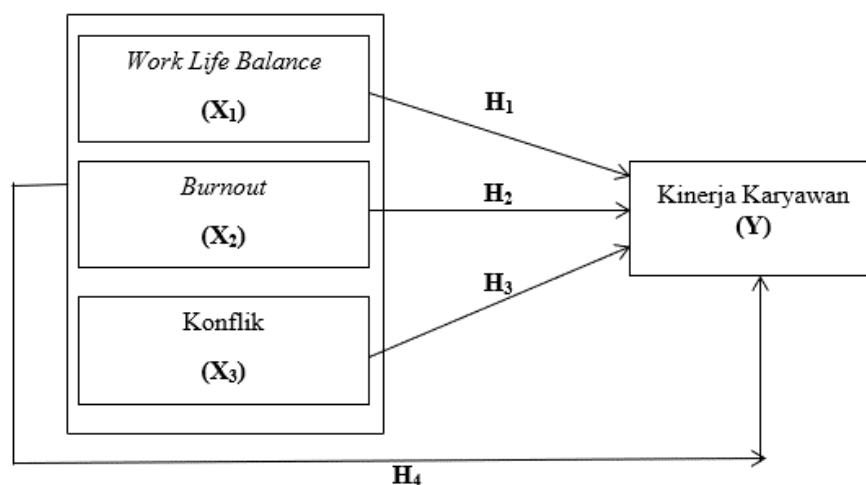 Work Life Balance
(X₁)
H₁
Burnout
(X₂)
H₂
Kinerja Karyawan
(Y)
Konflik
(X₃)
H₃
H₄